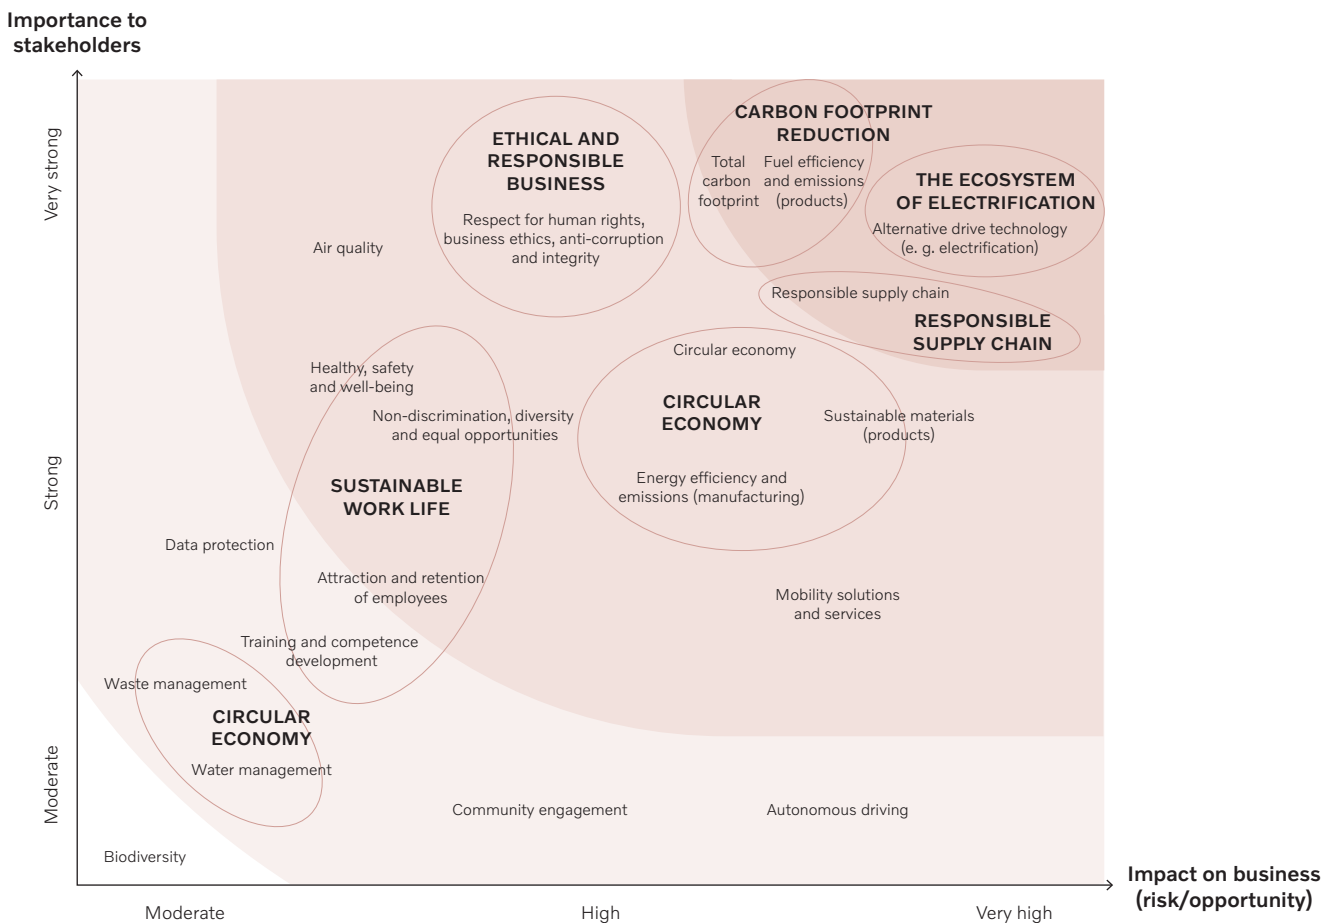 Importance to
stakeholders
Very strong
Strong
Moderate
CARBON FOOTPRINT
REDUCTION
Total
carbon
footprint
Fuel efficiency
and emissions
(products)
ETHICAL AND
RESPONSIBLE
BUSINESS
Respect for human rights,
business ethics, anti-corruption
and integrity
THE ECOSYSTEM
OF ELECTRIFICATION
Alternative drive technology
(e. g. electrification)
Air quality
Responsible supply chain
RESPONSIBLE
SUPPLY CHAIN
Circular economy
CIRCULAR
ECONOMY
Sustainable materials
(products)
Energy efficiency and
emissions (manufacturing)
Healthy, safety
and well-being
Non-discrimination, diversity
and equal opportunities
SUSTAINABLE
WORK LIFE
Attraction and retention
of employees
Training and competence
development
Data protection
Mobility solutions
and services
Waste management
CIRCULAR
ECONOMY
Water management
Community engagement
Autonomous driving
Biodiversity
Impact on business
(risk/opportunity)
Moderate
High
Very high